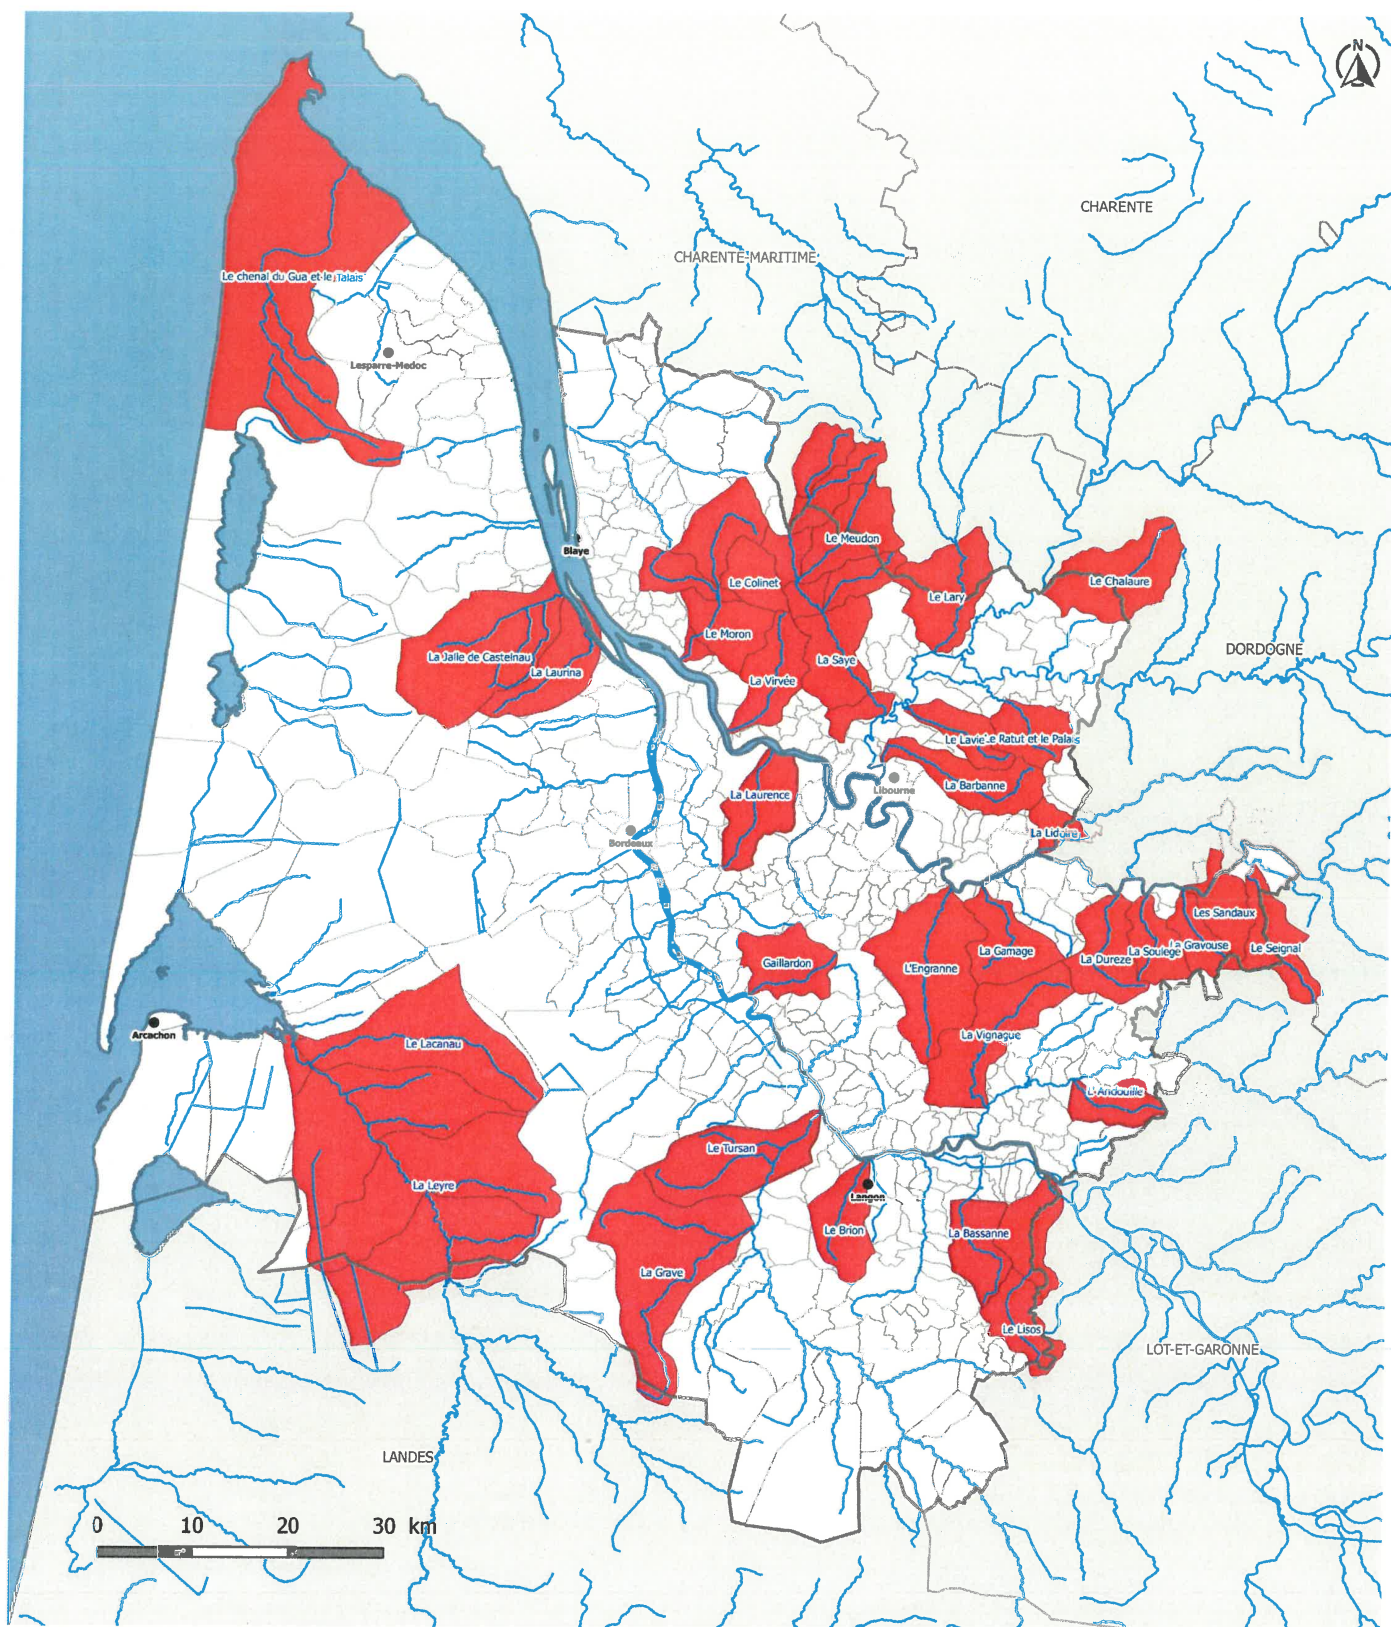 N
CHARENTE
CHARENTE-MARITIME
Le chenal du Gua et le Talais
Lesparre-Medoc
Le Meudon
Blaye
Le Colinet
Le Chalaure
Le Lary
Le Moron
DORDOGNE
La Jalle de Castelnau
La Saye
La Laurina
La Virvée
Le Ratut et le Palais
Libourne
La Barbanne
La Laurence
La Lidoire
Bordeaux
Les Sandaux
La Gravouse
Le Seignal
La Gamage
La Soulège
La Dureze
Gaillardon
L'Engranne
Arcachon
La Vignague
Le Lacanau
L'Andouille
Le Tursan
La Leyre
Langon
Le Brion
La Bassanne
La Grave
Le Lisos
LOT-ET-GARONNE
LANDES
0 10 20 30 km